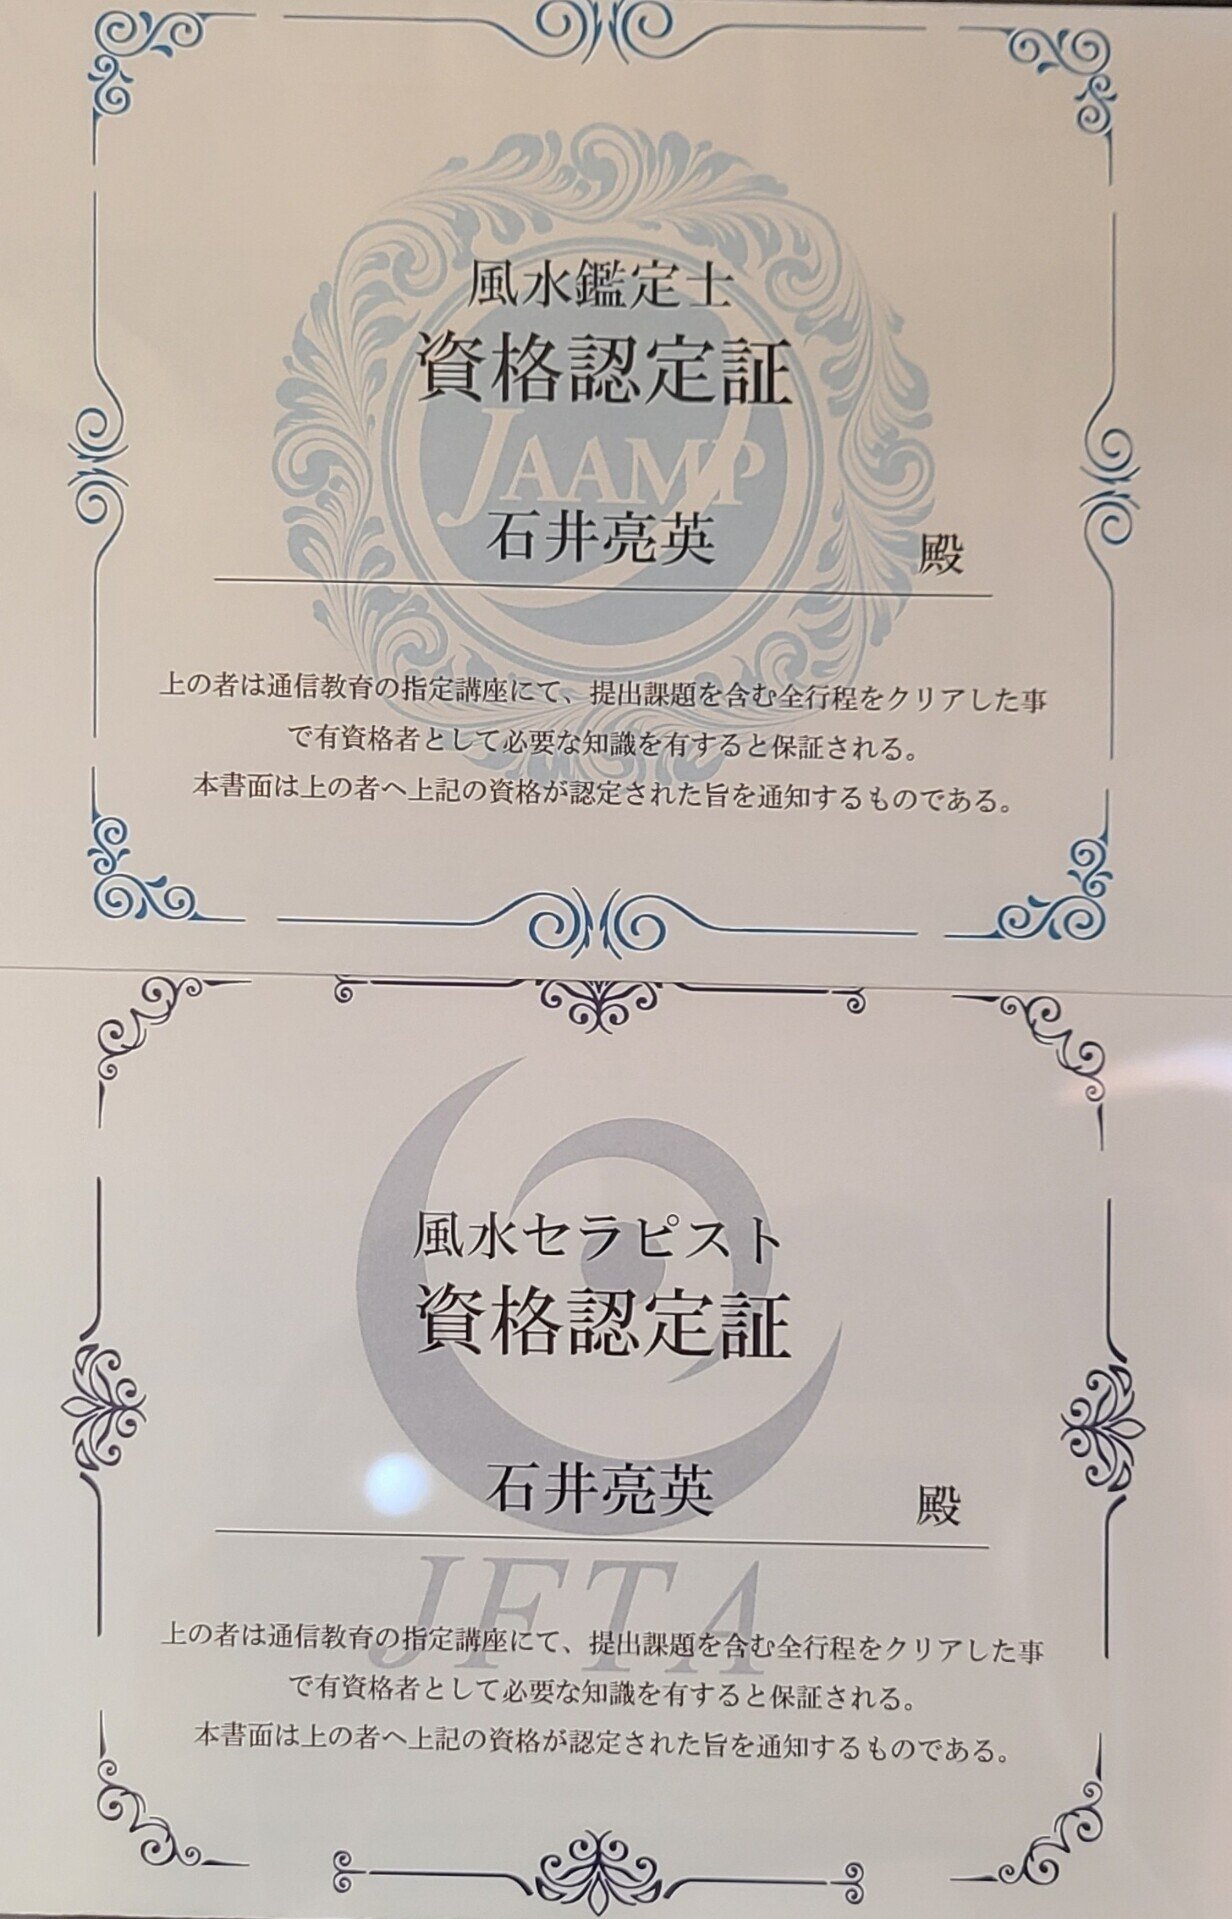 風水鑑定士
資格認定証
JAAMP
石井亮英 殿
上の者は通信教育の指定講座にて、提出課題を含む全行程をクリアした事
で有資格者として必要な知識を有すると保証される。
本書面は上の者へ上記の資格が認定された旨を通知するものである。
風水セラピスト
資格認定証
石井亮英 殿
JFTA
上の者は通信教育の指定講座にて、提出課題を含む全行程をクリアした事
で有資格者として必要な知識を有すると保証される。
本書面は上の者へ上記の資格が認定された旨を通知するものである。